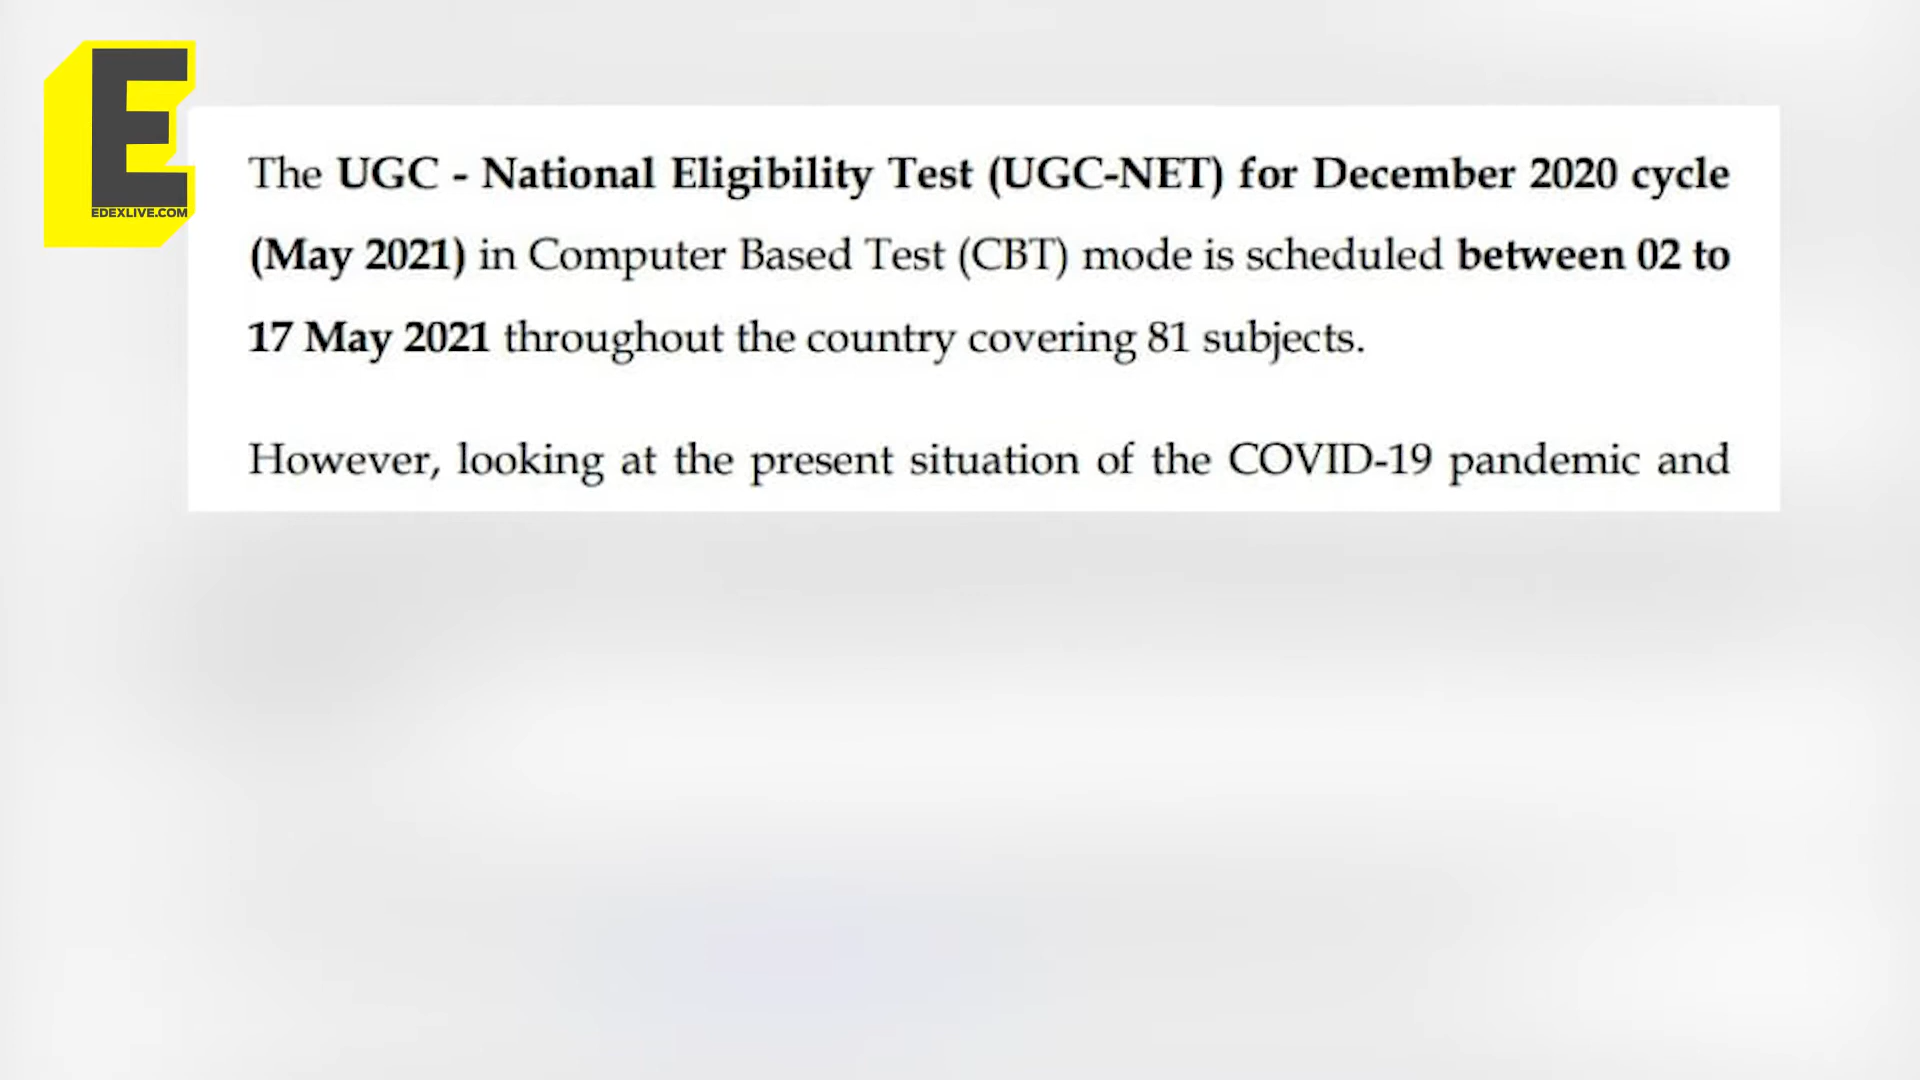 E
EDEXLIVE.COM
The UGC - National Eligibility Test (UGC-NET) for December 2020 cycle
(May 2021) in Computer Based Test (CBT) mode is scheduled between 02 to
17 May 2021 throughout the country covering 81 subjects.
However, looking at the present situation of the COVID-19 pandemic and